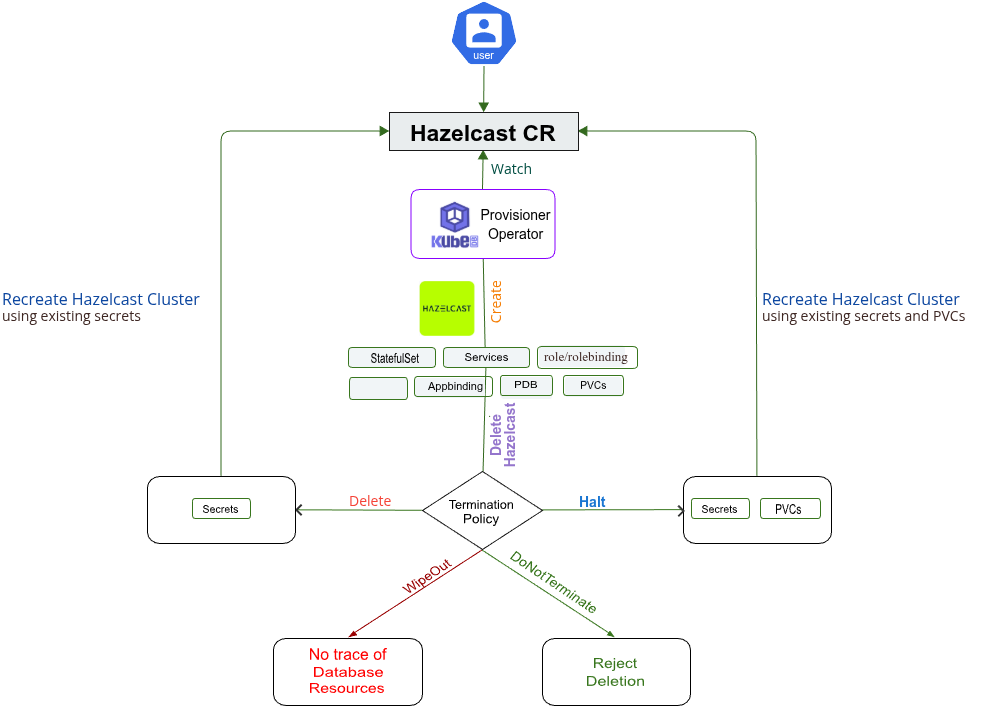 user
Hazelcast CR
Watch
KubeDB
Provisioner
Operator
HAZELCAST
Create
Recreate Hazelcast Cluster
using existing secrets
Recreate Hazelcast Cluster
using existing secrets and PVCs
StatefulSet
Services
role/rolebinding
Appbinding
PDB
PVCs
Delete
Hazelcast
Secrets
Delete
Termination
Policy
Halt
Secrets
PVCs
WipeOut
DoNotTerminate
No trace of
Database
Resources
Reject
Deletion